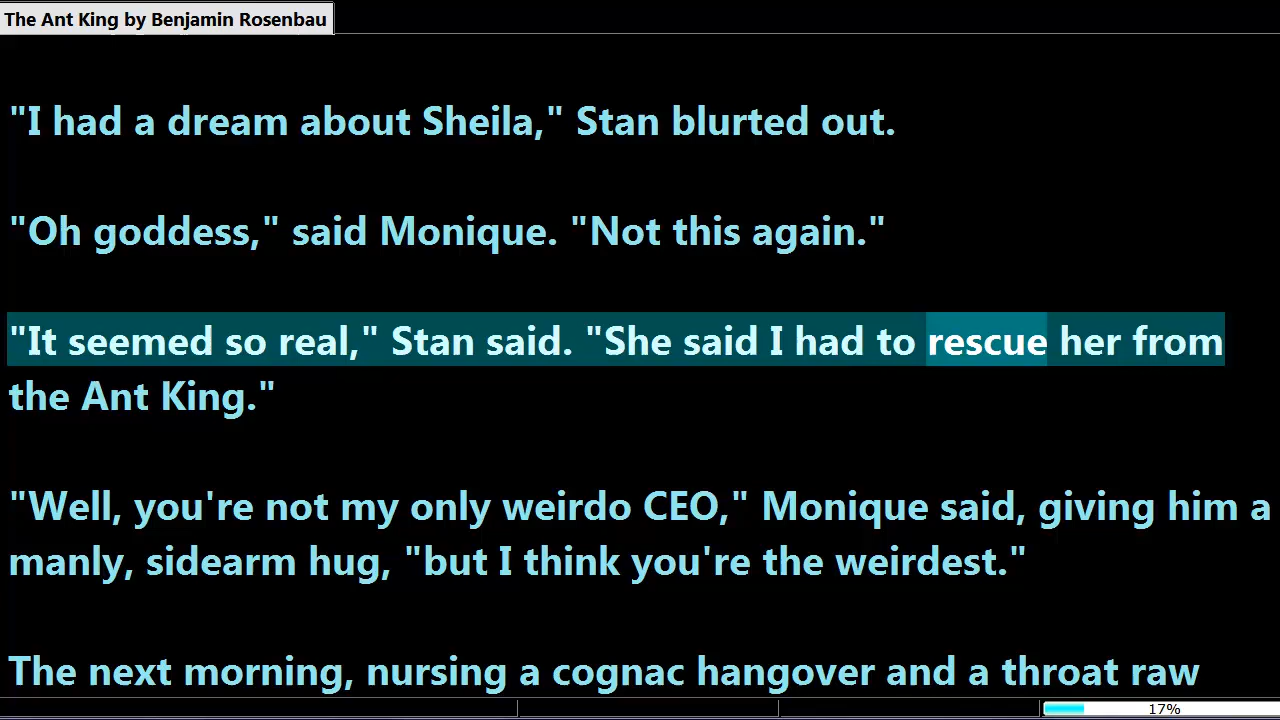 The Ant King by Benjamin Rosenbau
"I had a dream about Sheila," Stan blurted out.
"Oh goddess," said Monique. "Not this again."
"It seemed so real," Stan said. "She said I had to rescue her from
the Ant King."
"Well, you're not my only weirdo CEO," Monique said, giving him a
manly, sidearm hug, "but I think you're the weirdest."
The next morning, nursing a cognac hangover and a throat raw
17%